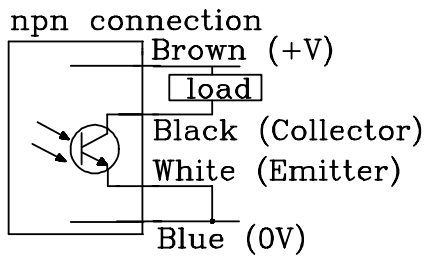 npn connection
Brown (+V)
load
Black (Collector)
White (Emitter)
Blue (0V)